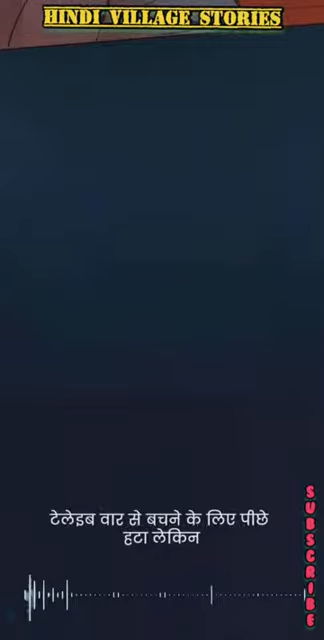 HINDI VILLAGE STORIES
टेलेइब वार से बचने के लिए पीछे
हटा लेकिन
SUBSCRIBE